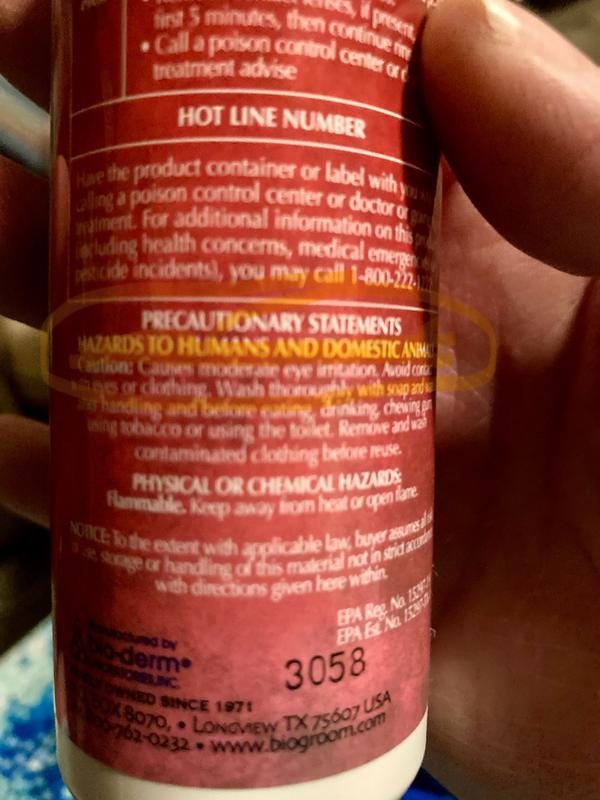 lenses, if present,
first 5 minutes, then continue
• Call a poison control center or
treatment advise
HOT LINE NUMBER
Have the product container or label with you
calling a poison control center or doctor or
treatment. For additional information on this
(including health concerns, medical
pesticide incidents), you may call 1-800-222-
PRECAUTIONARY STATEMENTS
HAZARDS TO HUMANS AND DOMESTIC ANIMALS
Caution: Causes moderate eye irritation. Avoid contact
with eyes or clothing. Wash thoroughly with soap and
after handling and before eating, drinking, chewing gum,
using tobacco or using the toilet. Remove and wash
contaminated clothing before reuse.
PHYSICAL OR CHEMICAL HAZARDS:
Flammable. Keep away from heat or open flame.
NOTICE: To the extent with applicable law, buyer assumes all
of use, storage or handling of this material not in strict
with directions given here within.
EPA Reg. No. 15297-
EPA Est. No. 15297-
Manufactured by
bio-derm®
LABORATORIES, INC.
3058
OWNED SINCE 1971
BOX 8070, • LONGVIEW TX 75607 USA
800-762-0232 • www.biogroom.com